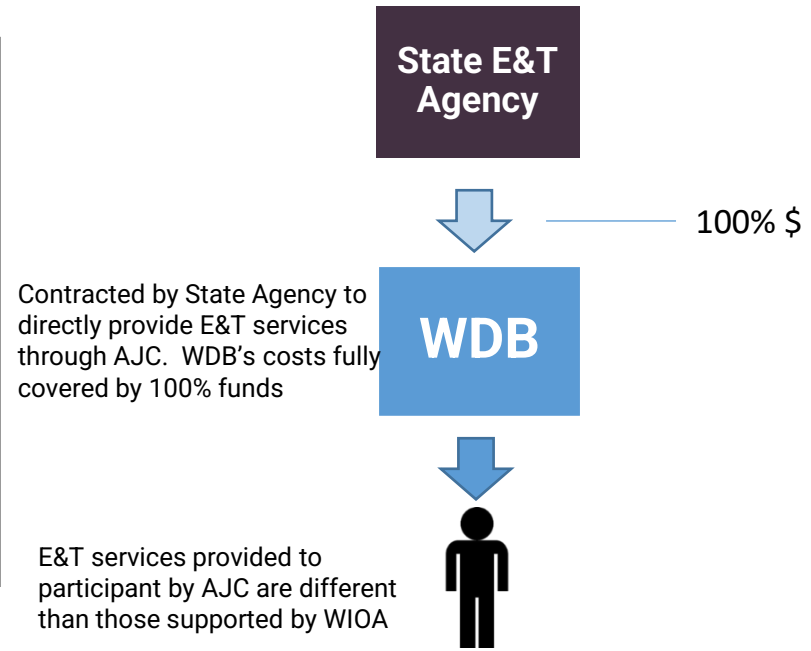 State E&T
Agency
100% $
Contracted by State Agency to
directly provide E&T services
through AJC.  WDB's costs fully
covered by 100% funds
WDB
E&T services provided to
participant by AJC are different
than those supported by WIOA